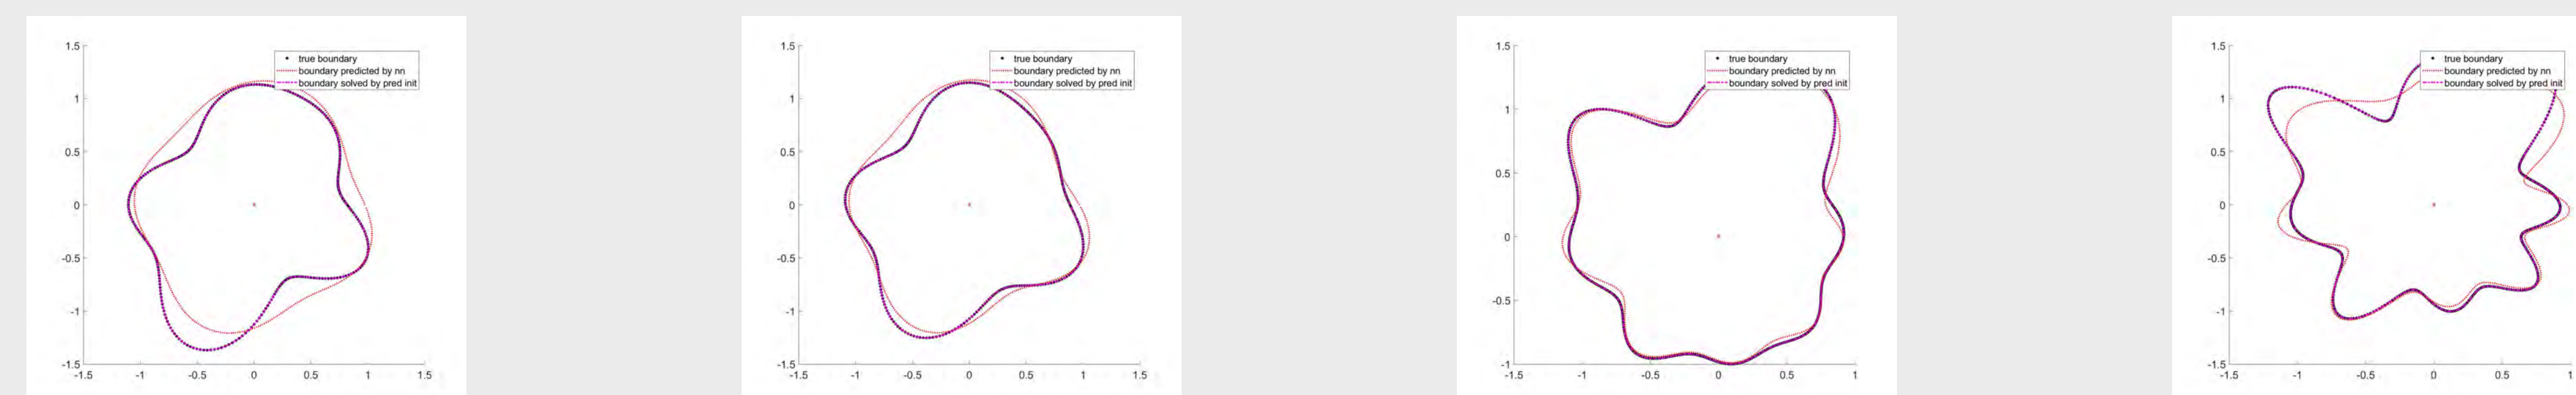 1.5
true boundary
boundary predicted by nn
boundary solved by pred init
1
0.5
0
-0.5
-1
-1.5
-1.5 -1 -0.5 0 0.5 1 1.5
1.5
true boundary
boundary predicted by nn
boundary solved by pred init
1
0.5
0
-0.5
-1
-1.5
-1.5 -1 -0.5 0 0.5 1 1.5
1.5
true boundary
boundary predicted by nn
boundary solved by pred init
1
0.5
0
-0.5
-1
-1.5 -1 -0.5 0 0.5 1
1.5
true boundary
boundary predicted by nn
boundary solved by pred init
1
0.5
0
-0.5
-1
-1.5
-1.5 -1 -0.5 0 0.5 1